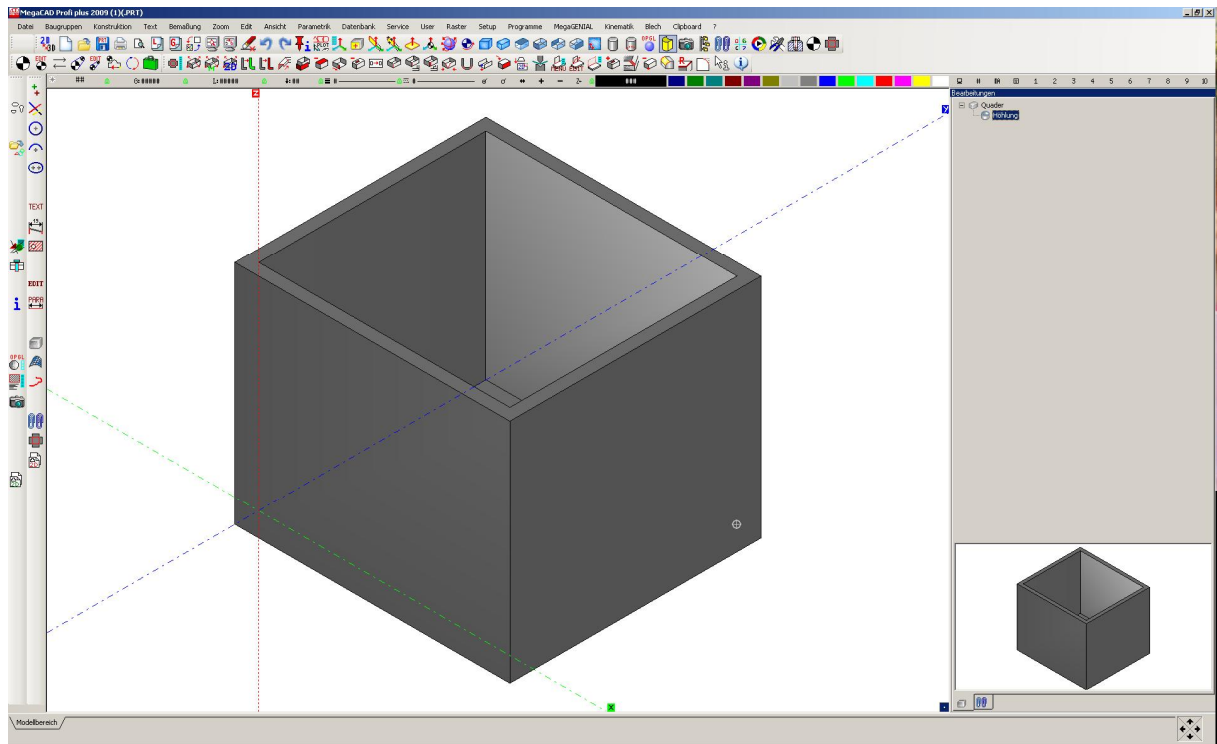 MegaCAD Profi plus 2009 (1)(.PRT)
Datei Baugruppen Konstruktion Text Bemaßung Zoom Edit Ansicht Parametrik Datenbank Service User Raster Setup Programme MegaGENIAL Kinematik Blech Clipboard ?
1 2 3 4 5 6 7 8 9 10
Bearbeitungen
Quader
Höhlung
Z
Y
X
TEXT
EDIT
PARA
i
OPGL
Modellbereich